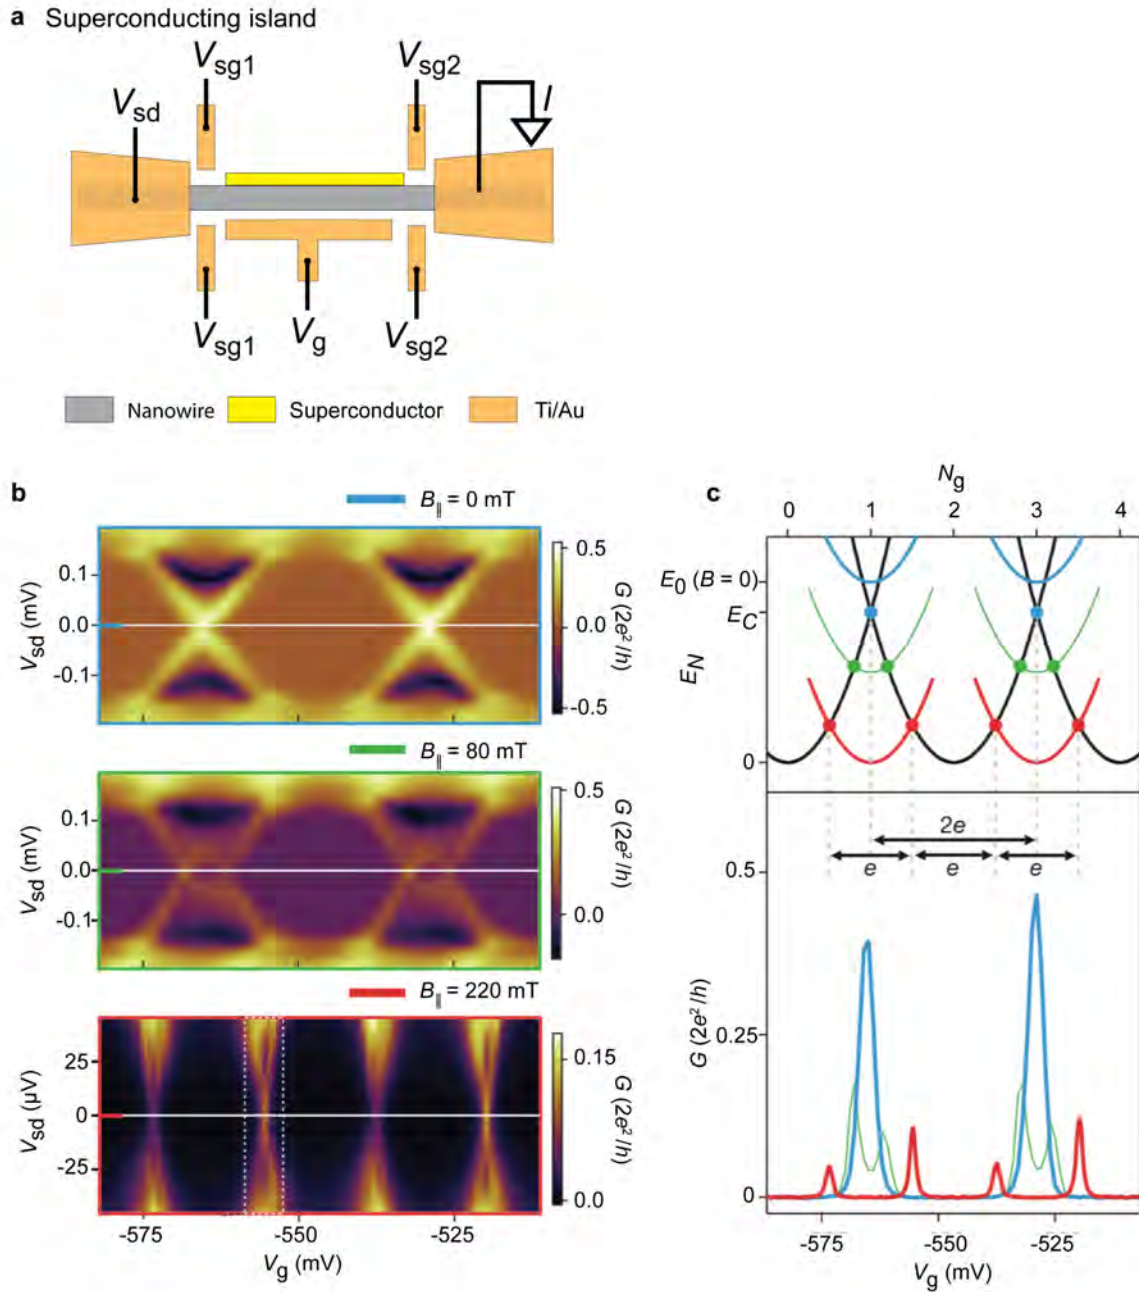 a Superconducting island
V_sg1
V_sg2
V_sd
I
V_sg1
V_g
V_sg2
Nanowire
Superconductor
Ti/Au
b
B_∥ = 0 mT
0.1
0.0
-0.1
V_sd (mV)
0.5
0.0
-0.5
G (2e²/h)
B_∥ = 80 mT
0.1
0.0
-0.1
V_sd (mV)
0.5
0.0
G (2e²/h)
B_∥ = 220 mT
25
0
-25
V_sd (µV)
0.15
0.0
G (2e²/h)
-575
-550
-525
V_g (mV)
c
N_g
0 1 2 3 4
E_0 (B = 0)
E_C
E_N
0
2e
e e e
0.5
0.25
0
G (2e²/h)
-575 -550 -525
V_g (mV)